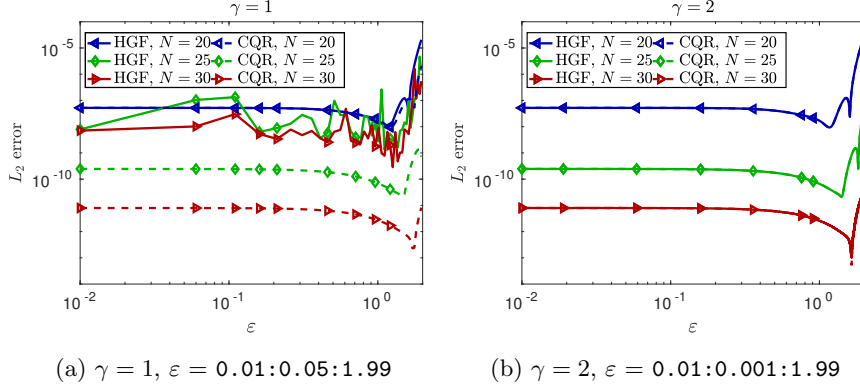 γ = 1
10^-5
10^-10
L_2 error
HGF, N = 20
HGF, N = 25
HGF, N = 30
CQR, N = 20
CQR, N = 25
CQR, N = 30
10^-2
10^-1
10^0
ε
(a) γ = 1, ε = 0.01:0.05:1.99
γ = 2
10^-5
10^-10
L_2 error
HGF, N = 20
HGF, N = 25
HGF, N = 30
CQR, N = 20
CQR, N = 25
CQR, N = 30
10^-2
10^-1
10^0
ε
(b) γ = 2, ε = 0.01:0.001:1.99